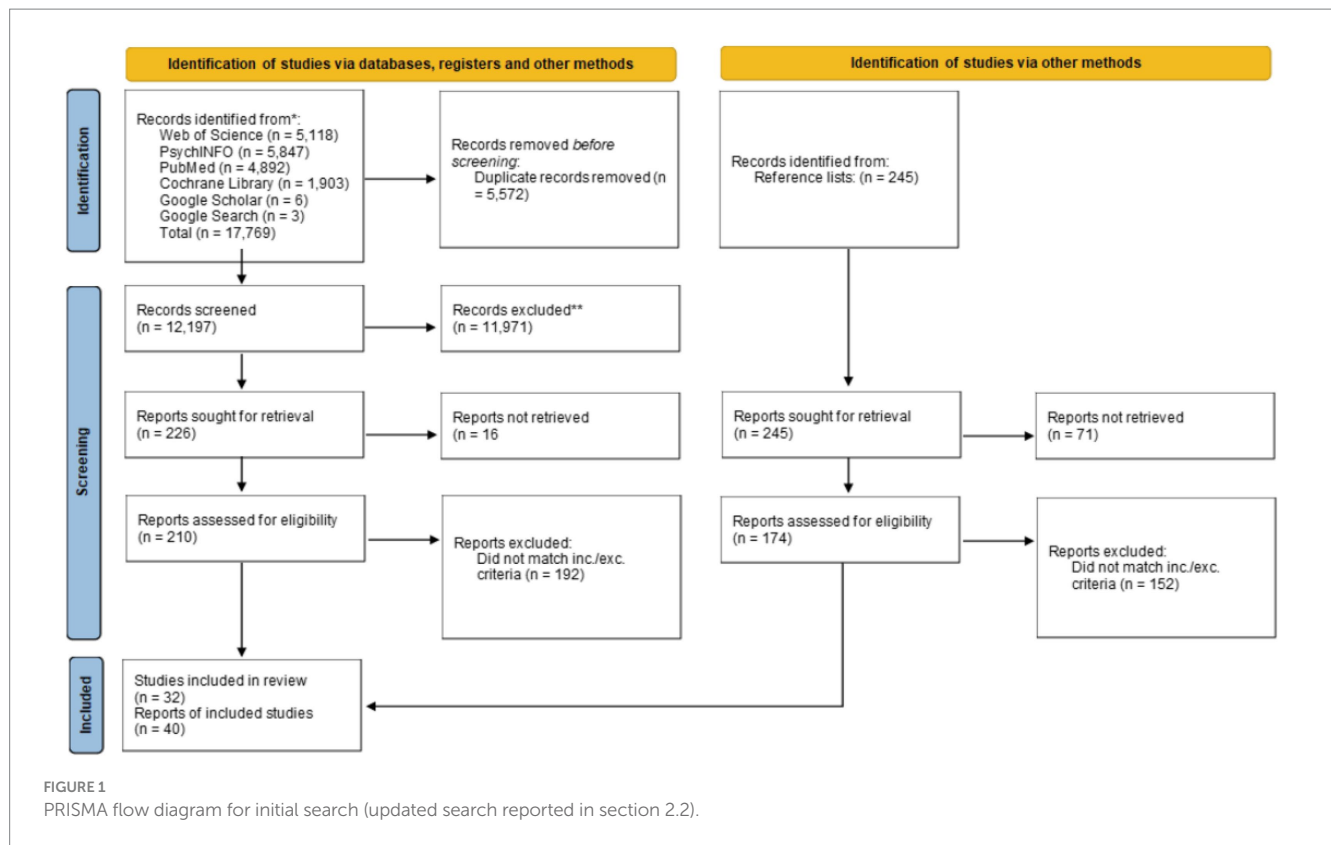 Identification of studies via databases, registers and other methods
Identification of studies via other methods
Identification
Records identified from*:
Web of Science (n = 5,118)
PsychINFO (n = 5,847)
PubMed (n = 4,892)
Cochrane Library (n = 1,903)
Google Scholar (n = 6)
Google Search (n = 3)
Total (n = 17,769)
Records removed before
screening:
Duplicate records removed (n
= 5,572)
Records identified from:
Reference lists: (n = 245)
Screening
Records screened
(n = 12,197)
Records excluded**
(n = 11,971)
Reports sought for retrieval
(n = 226)
Reports not retrieved
(n = 16
Reports sought for retrieval
(n = 245)
Reports not retrieved
(n = 71)
Reports assessed for eligibility
(n = 210)
Reports excluded:
Did not match inc./exc.
criteria (n = 192)
Reports assessed for eligibility
(n = 174)
Reports excluded:
Did not match inc./exc.
criteria (n = 152)
Included
Studies included in review
(n = 32)
Reports of included studies
(n = 40)
FIGURE 1
PRISMA flow diagram for initial search (updated search reported in section 2.2).